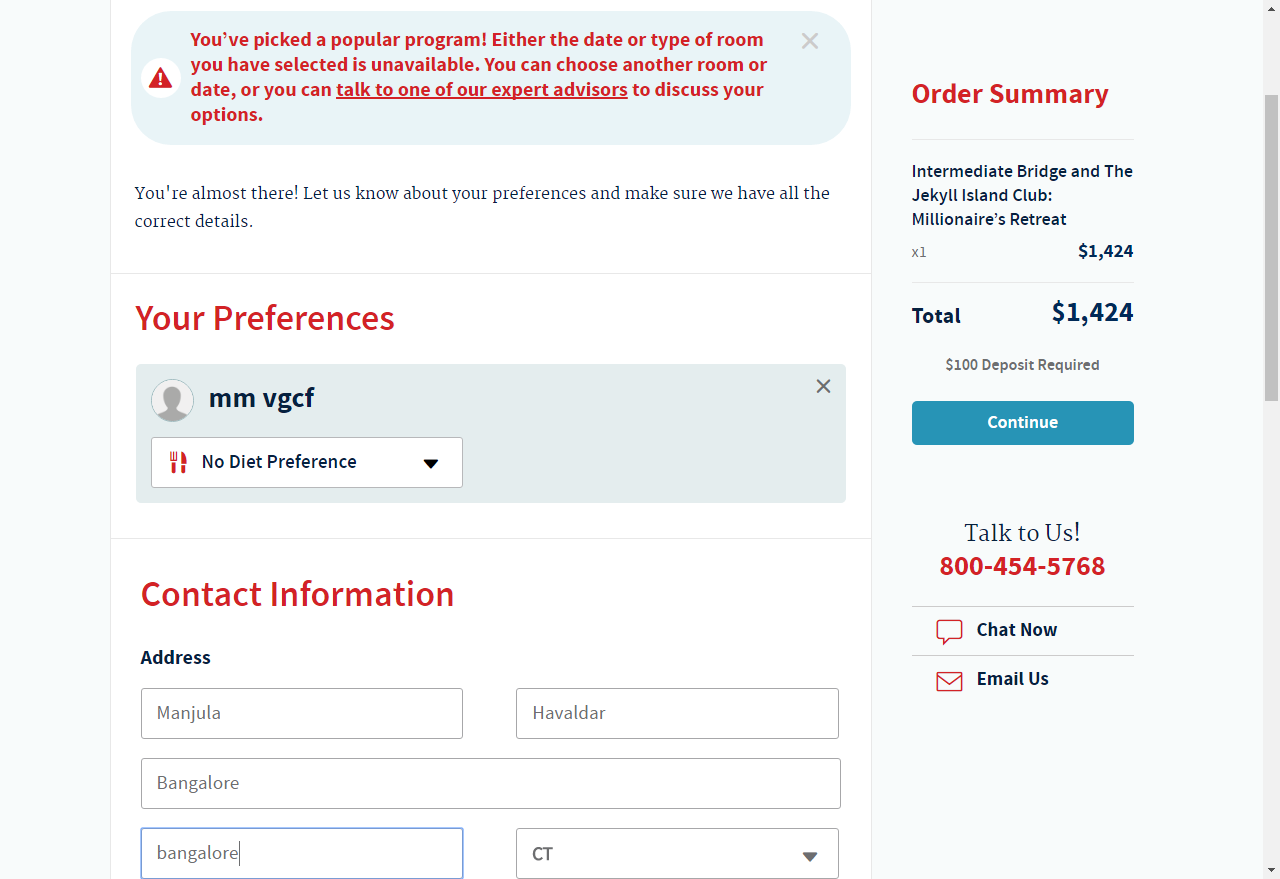 You’ve picked a popular program! Either the date or type of room
you have selected is unavailable. You can choose another room or
date, or you can talk to one of our expert advisors to discuss your
options.
You're almost there! Let us know about your preferences and make sure we have all the
correct details.
Your Preferences
mm vgcf
No Diet Preference
Contact Information
Address
Manjula
Havaldar
Bangalore
bangalore
CT
Order Summary
Intermediate Bridge and The
Jekyll Island Club:
Millionaire’s Retreat
x1 $1,424
Total $1,424
$100 Deposit Required
Continue
Talk to Us!
800-454-5768
Chat Now
Email Us